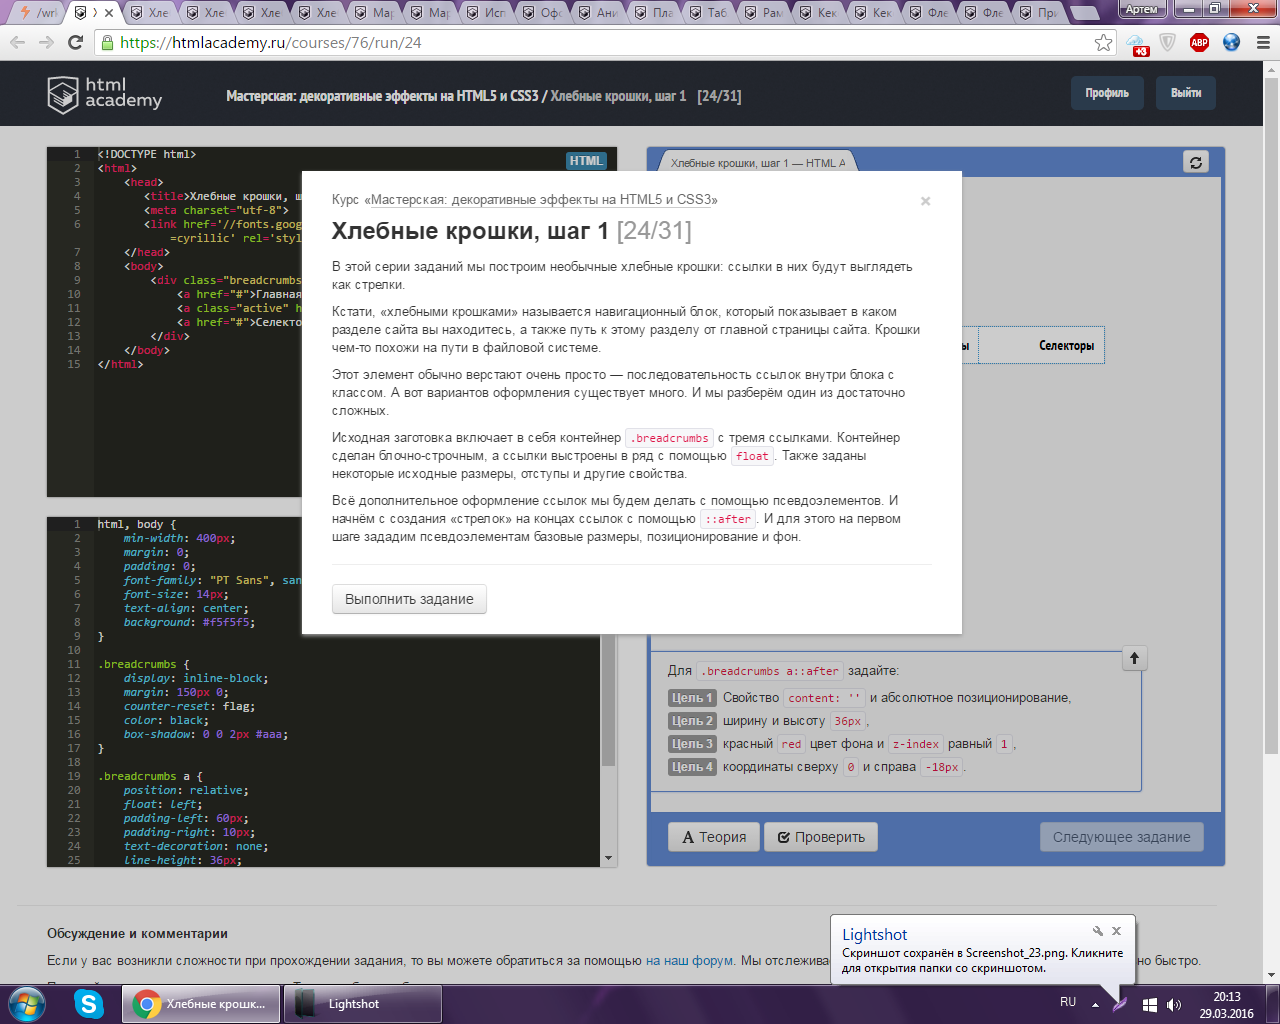 /wrk
Х
Хле
Хле
Хле
Хле
Мар
Мар
Исп
Офо
Ани
Пла
Таб
Рам
Кек
Кек
Фле
Фле
При
Артем
https://htmlacademy.ru/courses/76/run/24
+3
ABP
html academy
Мастерская: декоративные эффекты на HTML5 и CSS3 / Хлебные крошки, шаг 1 [24/31]
Профиль
Выйти
HTML
1 <!DOCTYPE html>
2 <html>
3 <head>
4 <title>Хлебные крошки, ш
5 <meta charset="utf-8">
6 <link href='//fonts.goog
=cyrillic' rel='styl
7 </head>
8 <body>
9 <div class="breadcrumbs
10 <a href="#">Главная
11 <a class="active" h
12 <a href="#">Селекто
13 </div>
14 </body>
15 </html>
1 html, body {
2 min-width: 400px;
3 margin: 0;
4 padding: 0;
5 font-family: "PT Sans", san
6 font-size: 14px;
7 text-align: center;
8 background: #f5f5f5;
9 }
10
11 .breadcrumbs {
12 display: inline-block;
13 margin: 150px 0;
14 counter-reset: flag;
15 color: black;
16 box-shadow: 0 0 2px #aaa;
17 }
18
19 .breadcrumbs a {
20 position: relative;
21 float: left;
22 padding-left: 60px;
23 padding-right: 10px;
24 text-decoration: none;
25 line-height: 36px;
Курс «Мастерская: декоративные эффекты на HTML5 и CSS3»
×
Хлебные крошки, шаг 1 [24/31]
В этой серии заданий мы построим необычные хлебные крошки: ссылки в них будут выглядеть
как стрелки.
Кстати, «хлебными крошками» называется навигационный блок, который показывает в каком
разделе сайта вы находитесь, а также путь к этому разделу от главной страницы сайта. Крошки
чем-то похожи на пути в файловой системе.
Этот элемент обычно верстают очень просто — последовательность ссылок внутри блока с
классом. А вот вариантов оформления существует много. И мы разберём один из достаточно
сложных.
Исходная заготовка включает в себя контейнер .breadcrumbs с тремя ссылками. Контейнер
сделан блочно-строчным, а ссылки выстроены в ряд с помощью float. Также заданы
некоторые исходные размеры, отступы и другие свойства.
Всё дополнительное оформление ссылок мы будем делать с помощью псевдоэлементов. И
начнём с создания «стрелок» на концах ссылок с помощью ::after. И для этого на первом
шаге зададим псевдоэлементам базовые размеры, позиционирование и фон.
Выполнить задание
Хлебные крошки, шаг 1 — HTML A
ы
Селекторы
Для .breadcrumbs a::after задайте:
Цель 1 Свойство content: '' и абсолютное позиционирование,
Цель 2 ширину и высоту 36px,
Цель 3 красный red цвет фона и z-index равный 1,
Цель 4 координаты сверху 0 и справа -18px.
A Теория
Проверить
Следующее задание
Обсуждение и комментарии
Если у вас возникли сложности при прохождении задания, то вы можете обратиться за помощью на наш форум. Мы отслежива
но быстро.
Lightshot
Скриншот сохранён в Screenshot_23.png. Кликните
для открытия папки со скриншотом.
Хлебные крошк...
Lightshot
RU
20:13
29.03.2016